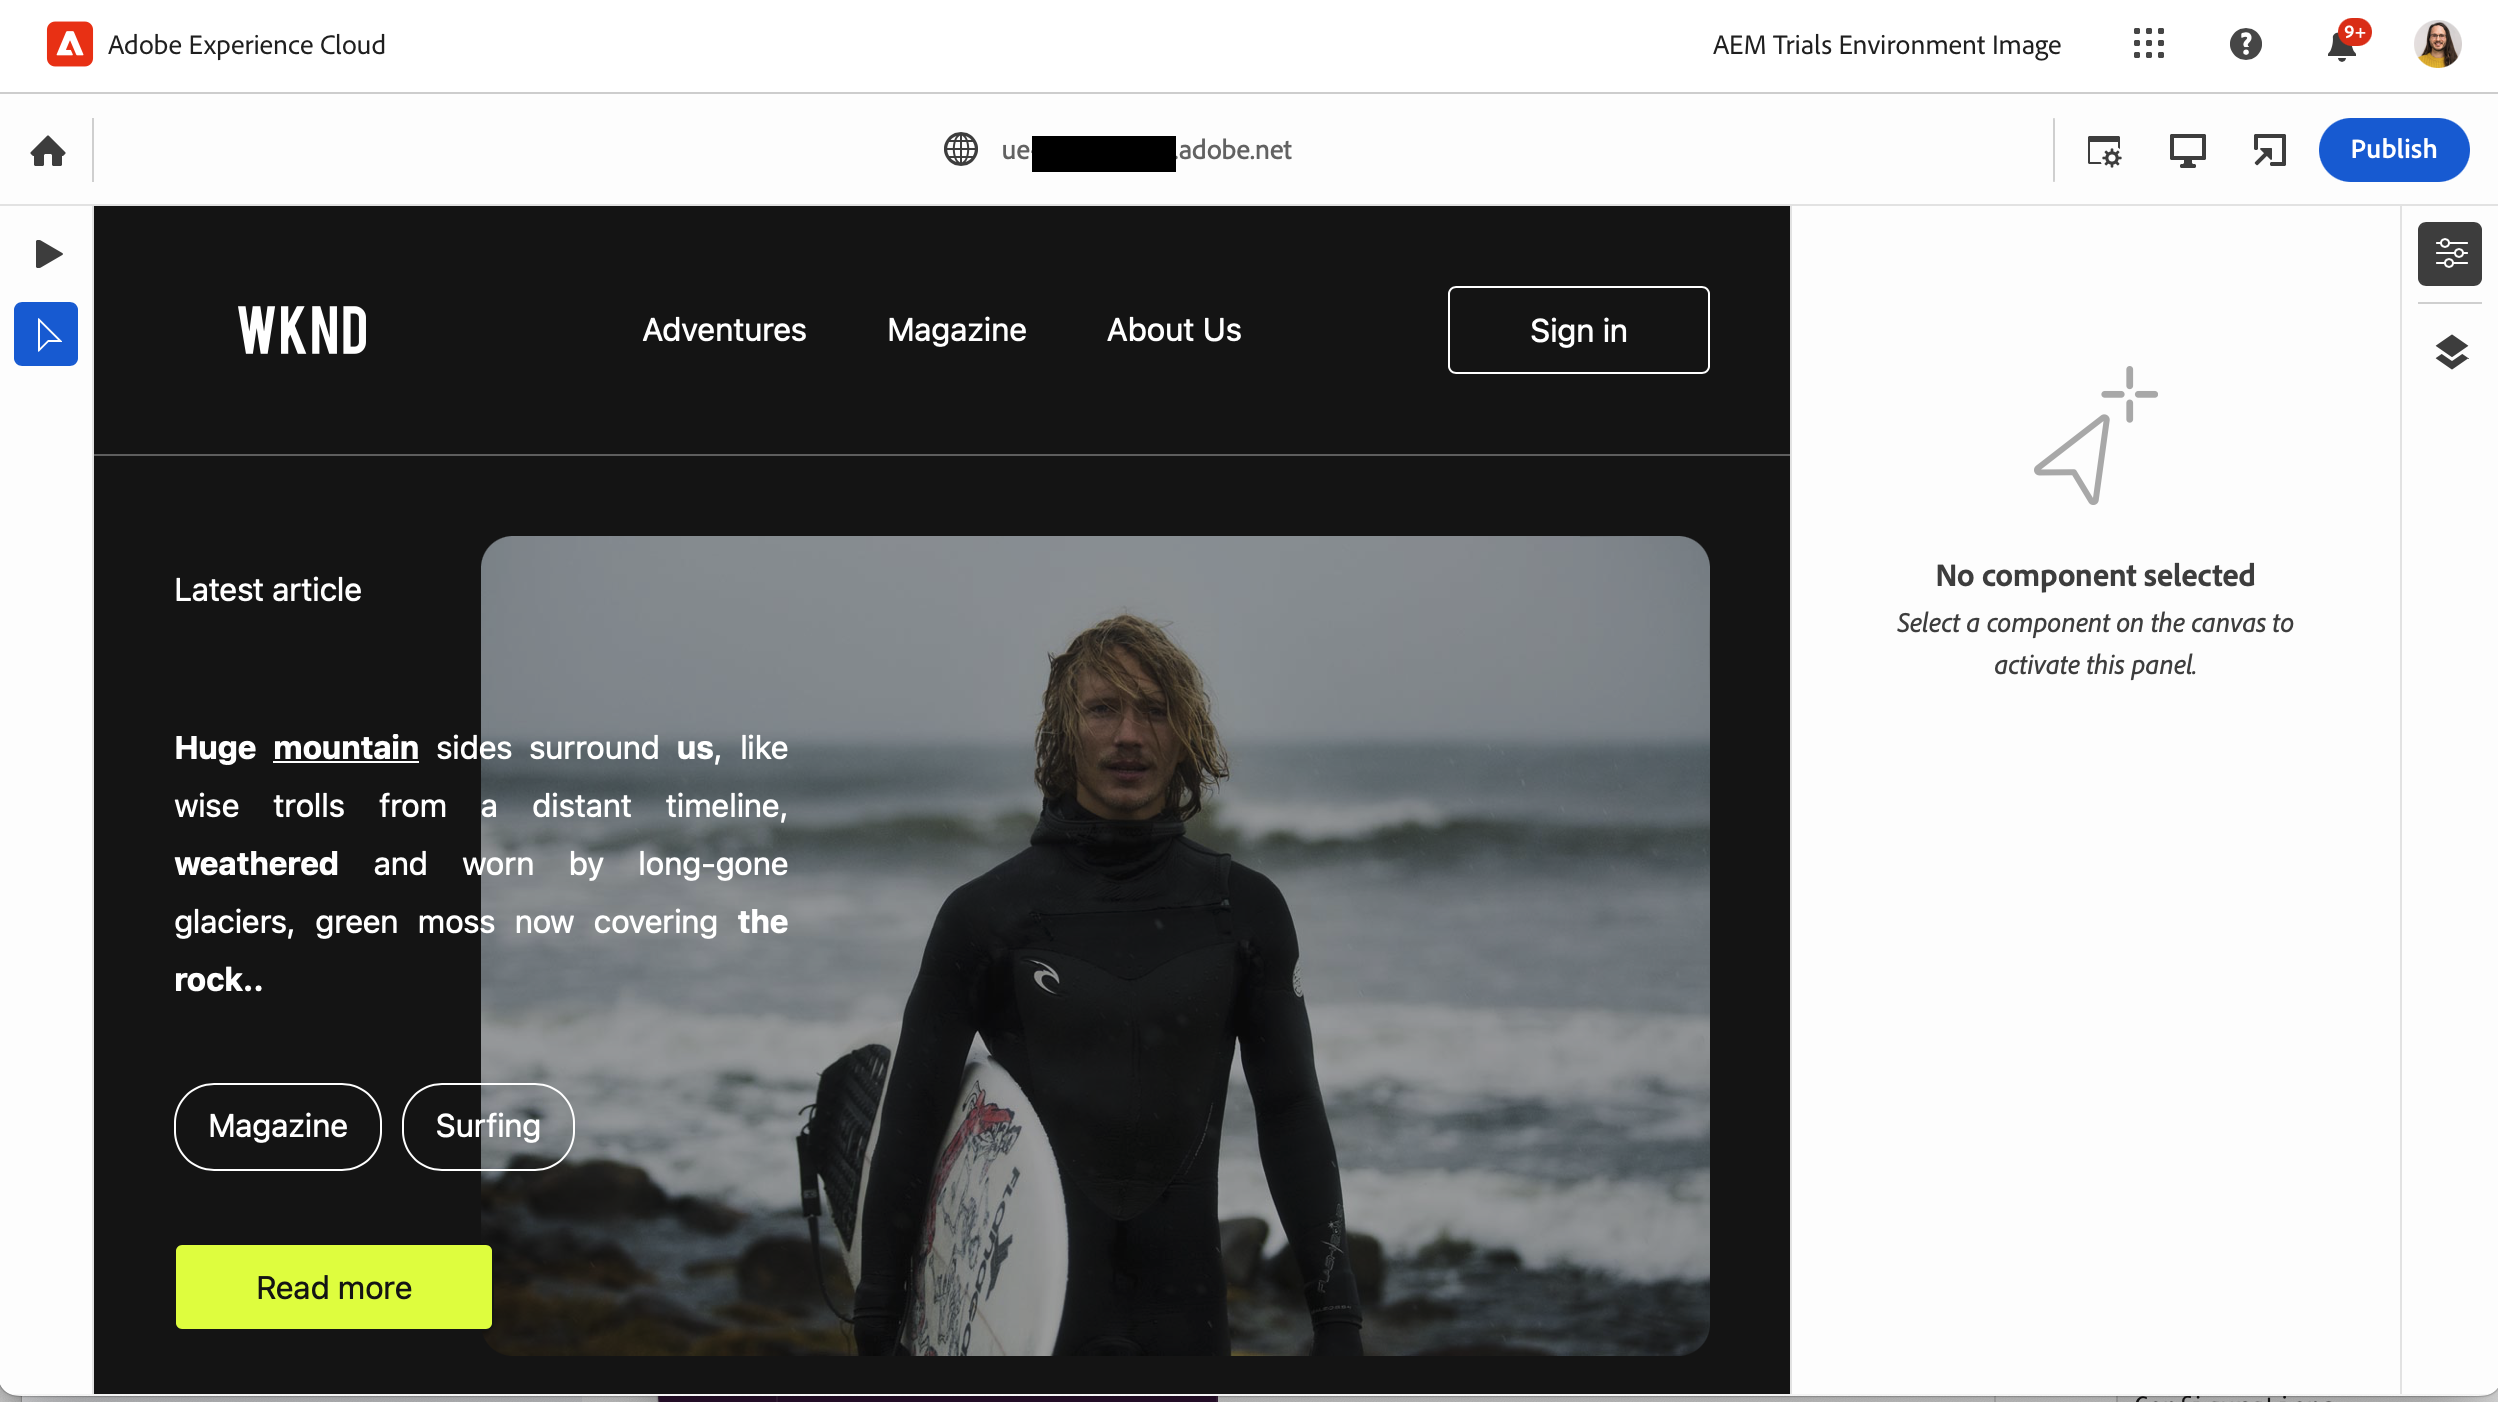 Adobe Experience Cloud
AEM Trials Environment Image
9+
ue
.adobe.net
Publish
WKND
Adventures
Magazine
About Us
Sign in
Latest article
Huge mountain sides surround us, like
wise trolls from a distant timeline,
weathered and worn by long-gone
glaciers, green moss now covering the
rock..
Magazine
Surfing
Read more
No component selected
Select a component on the canvas to
activate this panel.